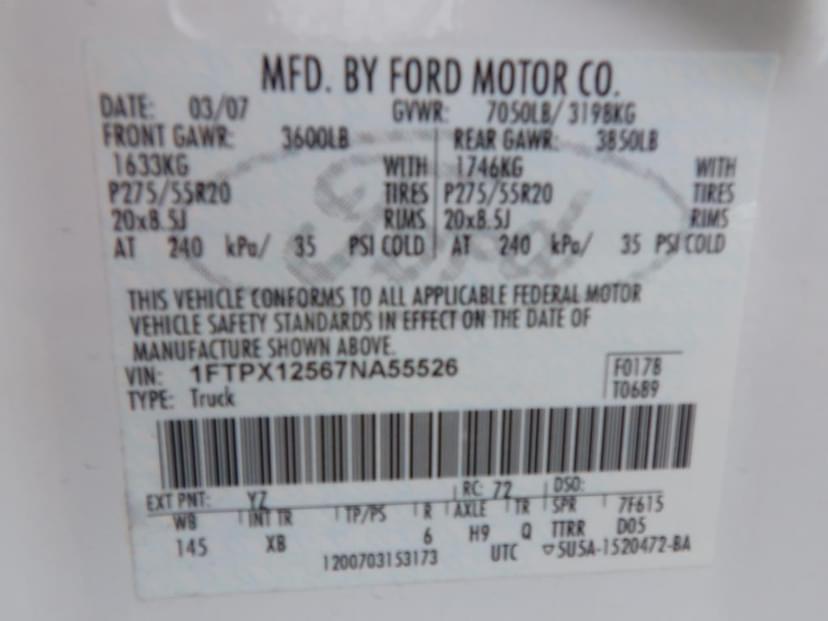 MFD. BY FORD MOTOR CO.
DATE: 03/07 GVWR: 7050LB/ 3198KG
FRONT GAWR: 3600LB REAR GAWR: 3850LB
1633KG WITH 1746KG WITH
P275/55R20 TIRES P275/55R20 TIRES
20x8.5J RIMS 20x8.5J RIMS
AT 240 kPa/ 35 PSI COLD AT 240 kPa/ 35 PSI COLD
THIS VEHICLE CONFORMS TO ALL APPLICABLE FEDERAL MOTOR
VEHICLE SAFETY STANDARDS IN EFFECT ON THE DATE OF
MANUFACTURE SHOWN ABOVE.
VIN: 1FTPX12567NA55526 F0178
TYPE: Truck T0689
EXT PNT: YZ RC: 72 DSO:
WB INT TR TP/PS R AXLE TR SPR 7F615
145 XB 6 H9 Q TTRR D05
1200703153173 UTC ▽5U5A-1520472-BA
Ford